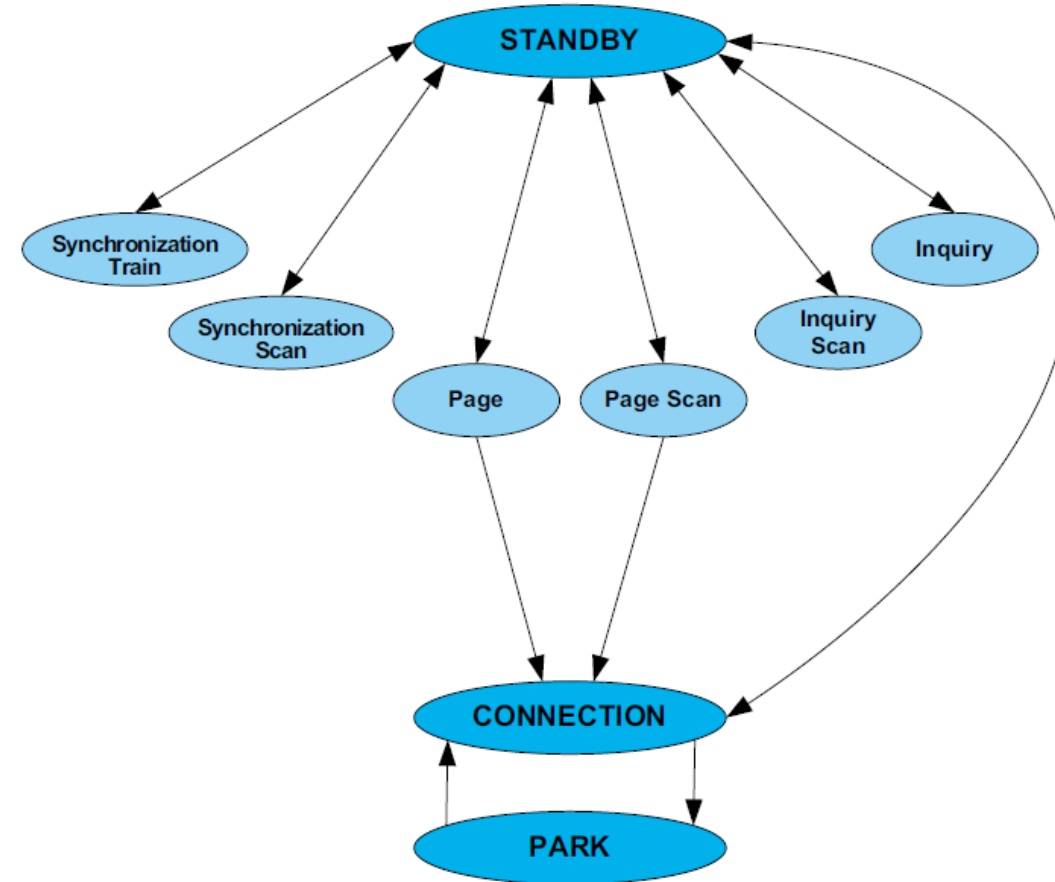 STANDBY
Synchronization
Train
Inquiry
Synchronization
Scan
Inquiry
Scan
Page
Page Scan
CONNECTION
PARK